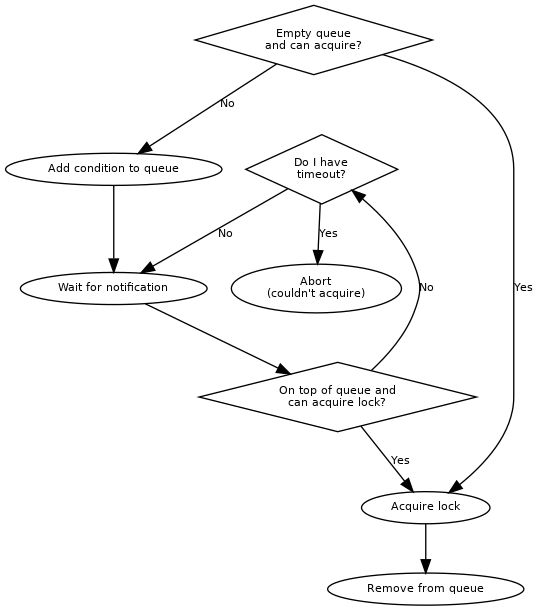 Empty queue
and can acquire?
No
Add condition to queue
Do I have
timeout?
No
Yes
Wait for notification
Abort
(couldn't acquire)
No
Yes
On top of queue and
can acquire lock?
Yes
Acquire lock
Remove from queue